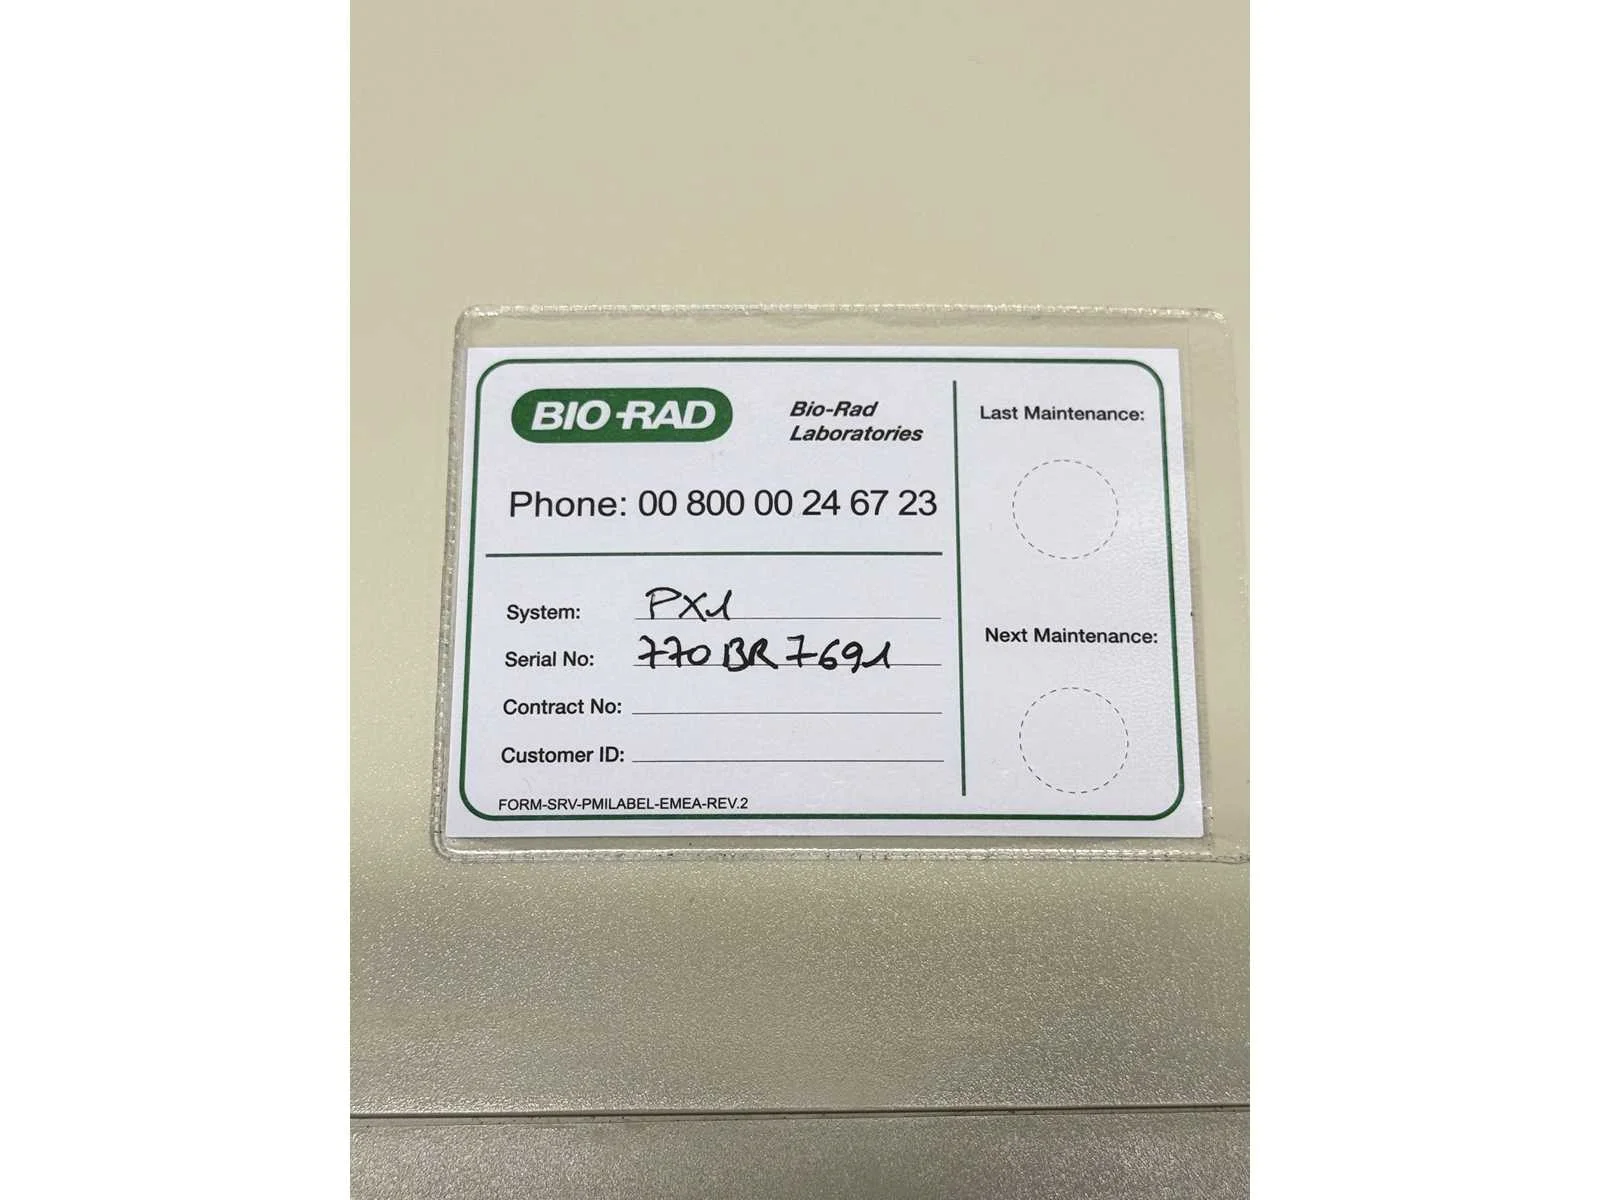 BIO-RAD
Bio-Rad
Laboratories
Phone: 00 800 00 24 67 23
System: PX1
Serial No: 770BR7691
Contract No:
Customer ID:
FORM-SRV-PMILABEL-EMEA-REV.2
Last Maintenance:
Next Maintenance: